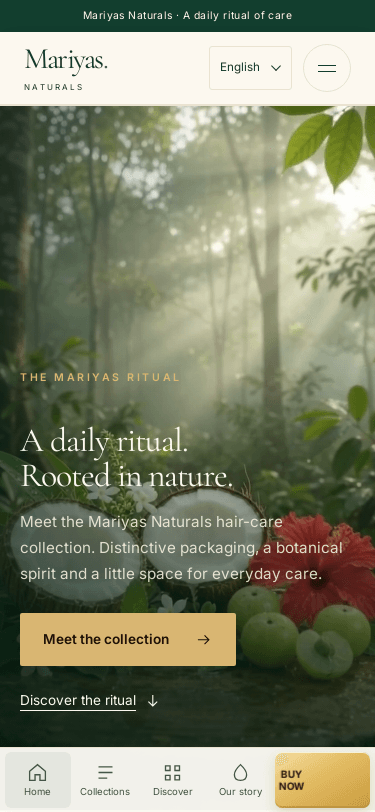 Mariyas Naturals · A daily ritual of care
Mariyas.
NATURALS
English
THE MARIYAS RITUAL
A daily ritual.
Rooted in nature.
Meet the Mariyas Naturals hair-care
collection. Distinctive packaging, a botanical
spirit and a little space for everyday care.
Meet the collection →
Discover the ritual ↓
Home
Collections
Discover
Our story
BUY
NOW